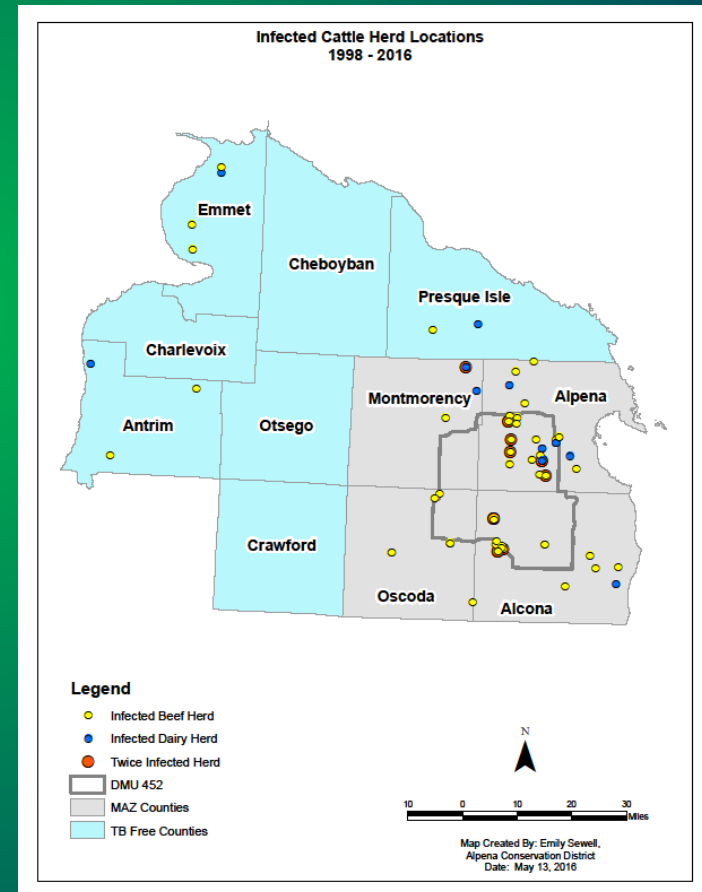 Infected Cattle Herd Locations
1998 - 2016
Emmet
Cheboyban
Presque Isle
Charlevoix
Montmorency
Alpena
Antrim
Otsego
Crawford
Oscoda
Alcona
Legend
Infected Beef Herd
Infected Dairy Herd
Twice Infected Herd
DMU 452
MAZ Counties
TB Free Counties
N
10 0 10 20 30
Miles
Map Created By: Emily Sewell,
Alpena Conservation District
Date: May 13, 2016